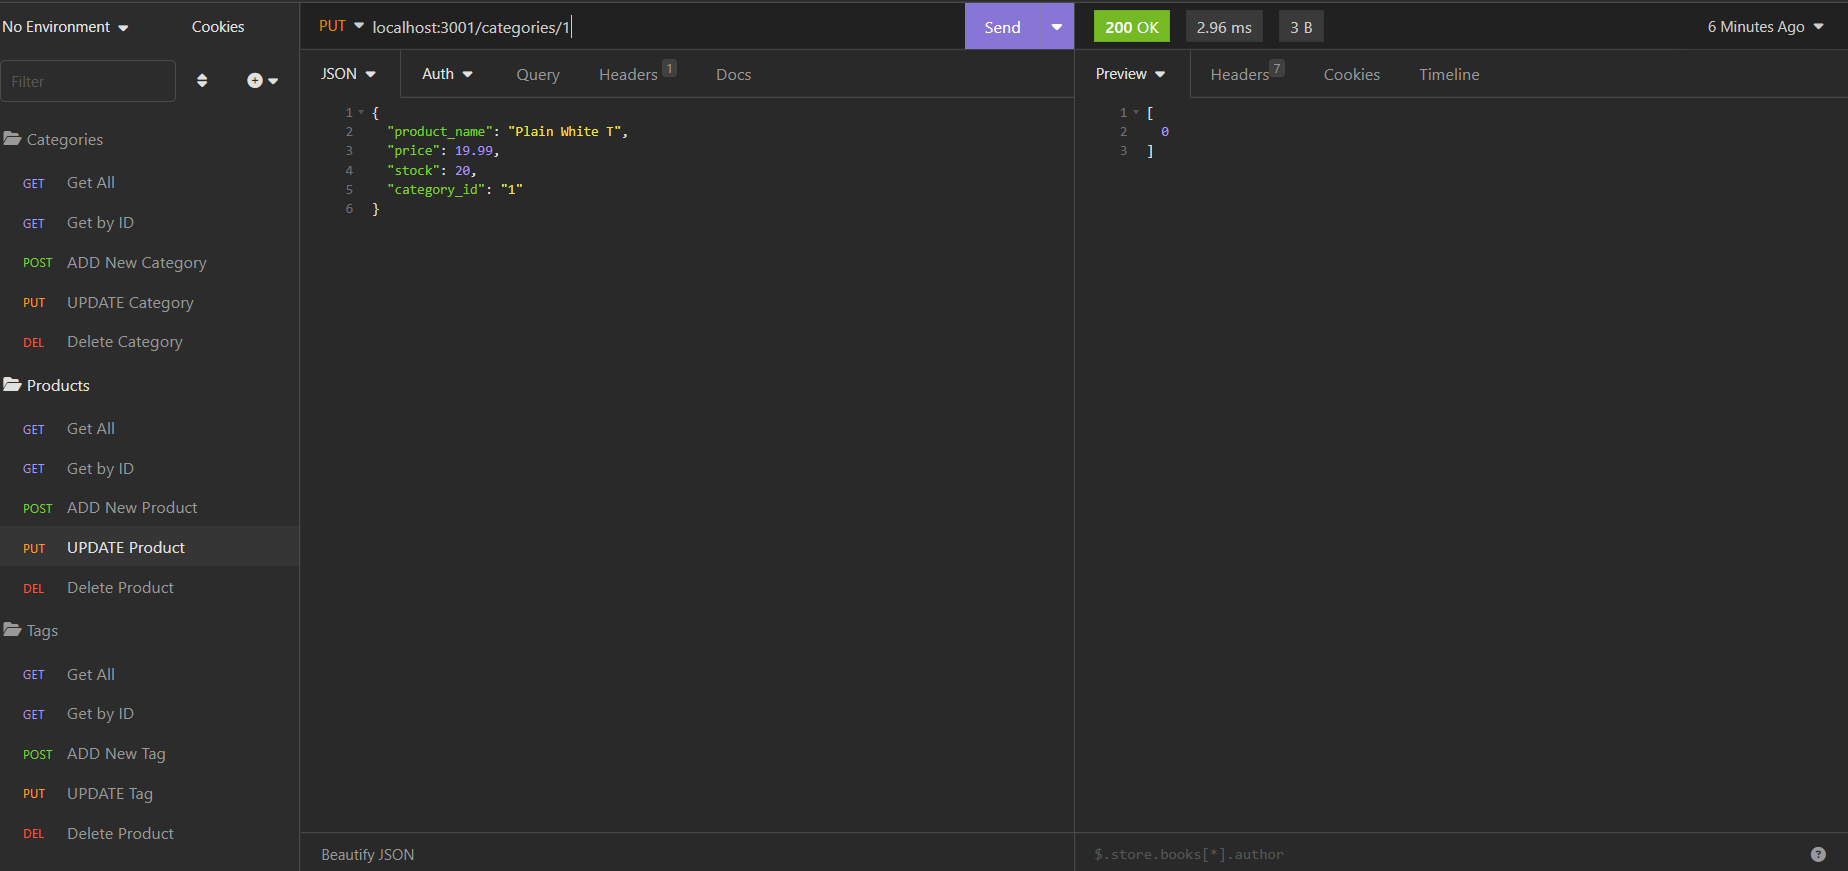 No Environment Cookies
Filter
Categories
GET Get All
GET Get by ID
POST ADD New Category
PUT UPDATE Category
DEL Delete Category
Products
GET Get All
GET Get by ID
POST ADD New Product
PUT UPDATE Product
DEL Delete Product
Tags
GET Get All
GET Get by ID
POST ADD New Tag
PUT UPDATE Tag
DEL Delete Product
PUT localhost:3001/categories/1 Send
JSON Auth Query Headers 1 Docs
1 {
2 "product_name": "Plain White T",
3 "price": 19.99,
4 "stock": 20,
5 "category_id": "1"
6 }
Beautify JSON
200 OK 2.96 ms 3 B 6 Minutes Ago
Preview Headers 7 Cookies Timeline
1 [
2 0
3 ]
$.store.books[*].author ?